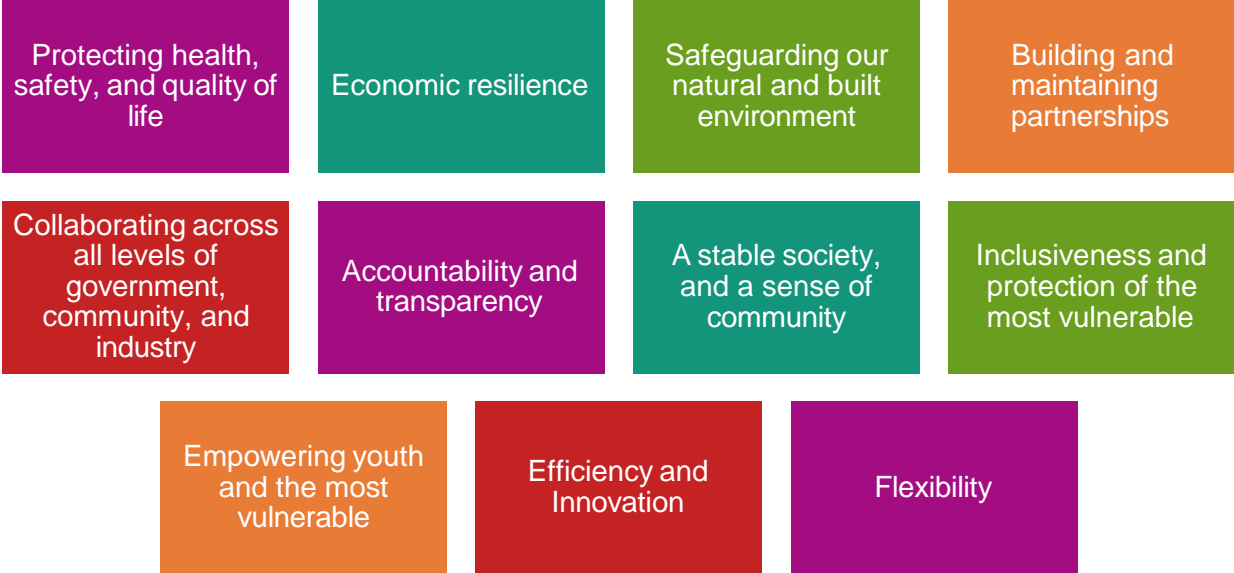 Protecting health,
safety, and quality of
life
Economic resilience
Safeguarding our
natural and built
environment
Building and
maintaining
partnerships
Collaborating across
all levels of
government,
community, and
industry
Accountability and
transparency
A stable society,
and a sense of
community
Inclusiveness and
protection of the
most vulnerable
Empowering youth
and the most
vulnerable
Efficiency and
Innovation
Flexibility